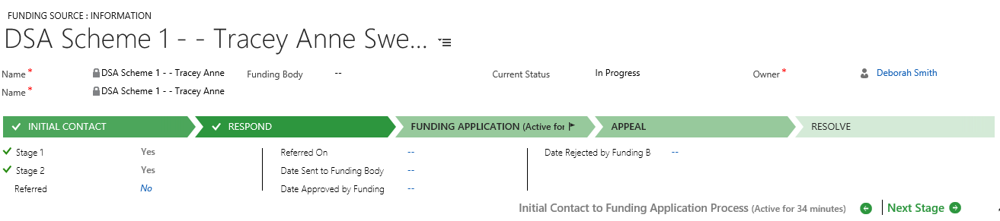 FUNDING SOURCE : INFORMATION
DSA Scheme 1 - - Tracey Anne Swe...
Name * DSA Scheme 1 - - Tracey Anne Funding Body -- Current Status In Progress Owner * Deborah Smith
Name * DSA Scheme 1 - - Tracey Anne
INITIAL CONTACT RESPOND FUNDING APPLICATION (Active for APPEAL RESOLVE
Stage 1 Yes Referred On -- Date Rejected by Funding B --
Stage 2 Yes Date Sent to Funding Body --
Referred No Date Approved by Funding --
Initial Contact to Funding Application Process (Active for 34 minutes) Next Stage